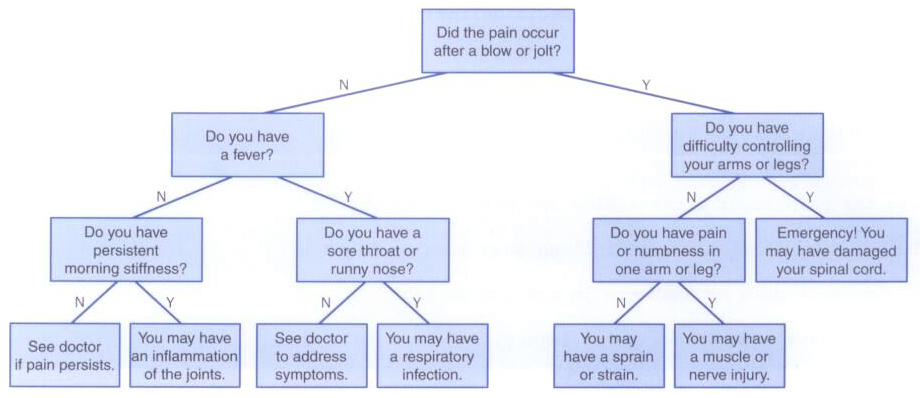 Did the pain occur
after a blow or jolt?
N
Y
Do you have
a fever?
Do you have
difficulty controlling
your arms or legs?
N
Y
N
Y
Do you have
persistent
morning stiffness?
Do you have a
sore throat or
runny nose?
Do you have pain
or numbness in
one arm or leg?
Emergency! You
may have damaged
your spinal cord.
N
Y
N
Y
N
Y
See doctor
if pain persists.
You may have
an inflammation
of the joints.
See doctor
to address
symptoms.
You may have
a respiratory
infection.
You may
have a sprain
or strain.
You may have
a muscle or
nerve injury.